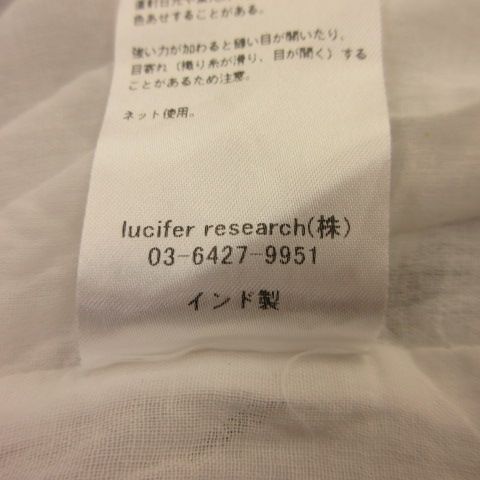 色あせすることがある。
強い力が加わると縫い目が開いたり、
目寄れ（織り糸が滑り、目が開く）する
ことがあるため注意。
ネット使用。
lucifer research(株)
03-6427-9951
インド製